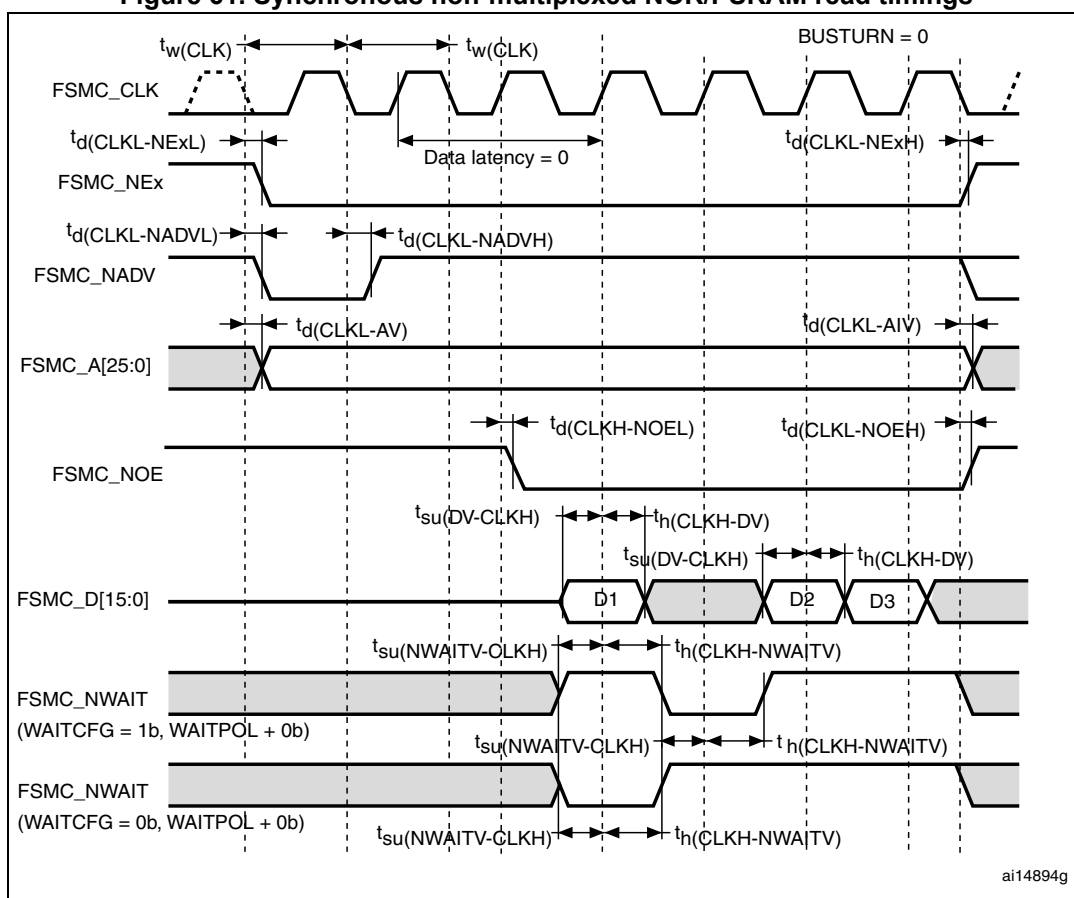 Figure 61. Synchronous non-multiplexed NOR/PSRAM read timings
tw(CLK) tw(CLK) BUSTURN = 0
FSMC_CLK
td(CLKL-NExL) Data latency = 0 td(CLKL-NExH)
FSMC_NEx
td(CLKL-NADVL) td(CLKL-NADVH)
FSMC_NADV
td(CLKL-AV) td(CLKL-AIV)
FSMC_A[25:0]
td(CLKH-NOEL) td(CLKL-NOEH)
FSMC_NOE
tsu(DV-CLKH) th(CLKH-DV)
tsu(DV-CLKH) th(CLKH-DV)
FSMC_D[15:0] D1 D2 D3
tsu(NWAITV-CLKH) th(CLKH-NWAITV)
FSMC_NWAIT
(WAITCFG = 1b, WAITPOL + 0b)
tsu(NWAITV-CLKH) t h(CLKH-NWAITV)
FSMC_NWAIT
(WAITCFG = 0b, WAITPOL + 0b)
tsu(NWAITV-CLKH) th(CLKH-NWAITV)
ai14894g